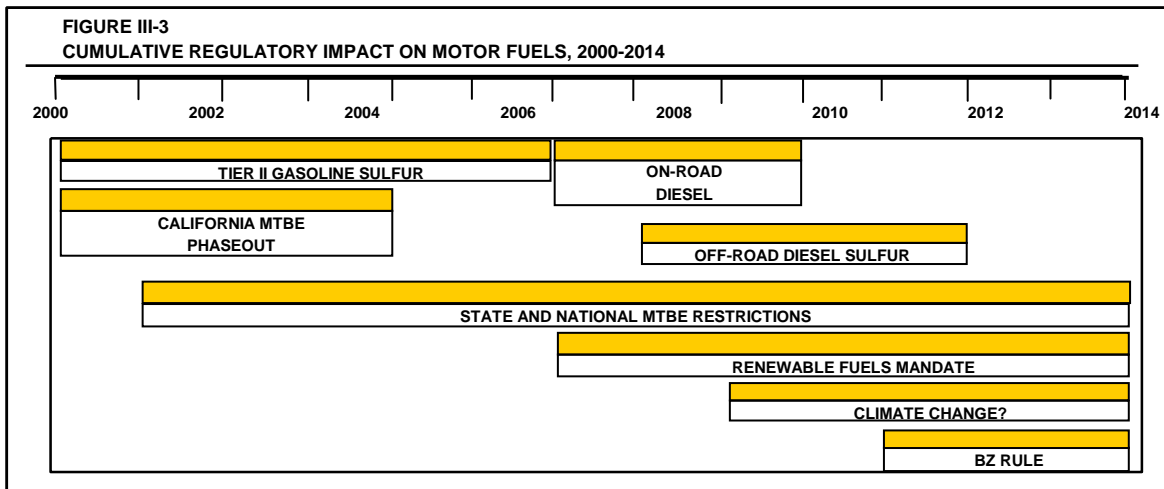 FIGURE III-3
CUMULATIVE REGULATORY IMPACT ON MOTOR FUELS, 2000-2014
2000 2002 2004 2006 2008 2010 2012 2014
TIER II GASOLINE SULFUR
ON-ROAD
DIESEL
CALIFORNIA MTBE
PHASEOUT
OFF-ROAD DIESEL SULFUR
STATE AND NATIONAL MTBE RESTRICTIONS
RENEWABLE FUELS MANDATE
CLIMATE CHANGE?
BZ RULE